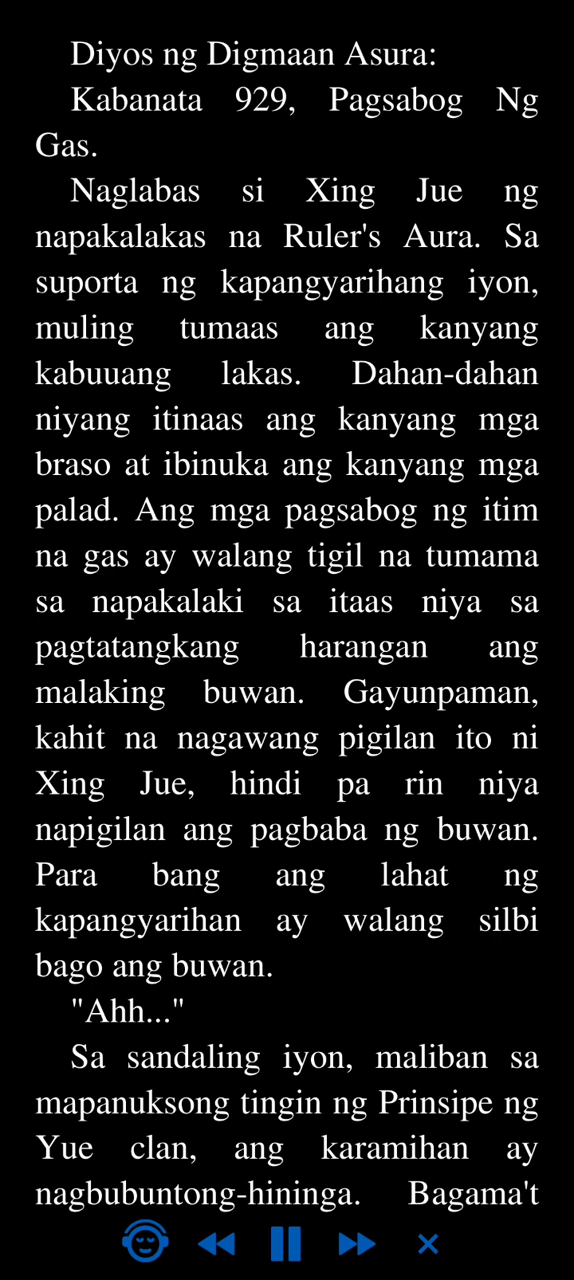 Diyos ng Digmaan Asura:
Kabanata 929, Pagsabog Ng
Gas.
Naglabas si Xing Jue ng
napakalakas na Ruler's Aura. Sa
suporta ng kapangyarihang iyon,
muling tumaas ang kanyang
kabuuang lakas. Dahan-dahan
niyang itinaas ang kanyang mga
braso at ibinuka ang kanyang mga
palad. Ang mga pagsabog ng itim
na gas ay walang tigil na tumama
sa napakalaki sa itaas niya sa
pagtatangkang harangan ang
malaking buwan. Gayunpaman,
kahit na nagawang pigilan ito ni
Xing Jue, hindi pa rin niya
napigilan ang pagbaba ng buwan.
Para bang ang lahat ng
kapangyarihan ay walang silbi
bago ang buwan.
"Ahh..."
Sa sandaling iyon, maliban sa
mapanuksong tingin ng Prinsipe ng
Yue clan, ang karamihan ay
nagbubuntong-hininga. Bagama't